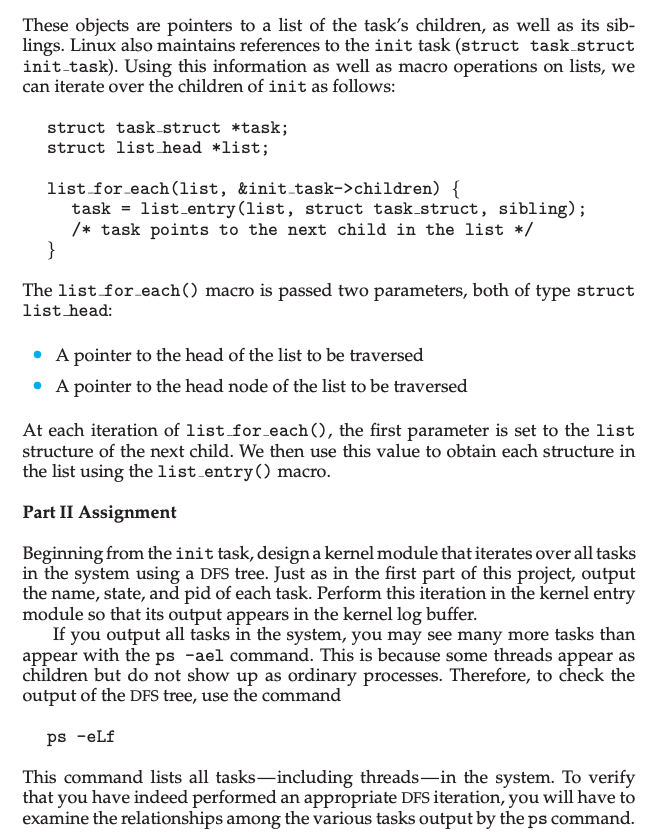 These objects are pointers to a list of the task's children, as well as its sib-
lings. Linux also maintains references to the init task (struct task_struct
init_task). Using this information as well as macro operations on lists, we
can iterate over the children of init as follows:
struct task_struct *task;
struct list_head *list;
list_for_each(list, &init_task->children) {
task = list_entry(list, struct task_struct, sibling);
/* task points to the next child in the list */
}
The list_for_each() macro is passed two parameters, both of type struct
list_head:
• A pointer to the head of the list to be traversed
• A pointer to the head node of the list to be traversed
At each iteration of list_for_each(), the first parameter is set to the list
structure of the next child. We then use this value to obtain each structure in
the list using the list_entry() macro.
Part II Assignment
Beginning from the init task, design a kernel module that iterates over all tasks
in the system using a DFS tree. Just as in the first part of this project, output
the name, state, and pid of each task. Perform this iteration in the kernel entry
module so that its output appears in the kernel log buffer.
If you output all tasks in the system, you may see many more tasks than
appear with the ps -ael command. This is because some threads appear as
children but do not show up as ordinary processes. Therefore, to check the
output of the DFS tree, use the command
ps -eLf
This command lists all tasks—including threads—in the system. To verify
that you have indeed performed an appropriate DFS iteration, you will have to
examine the relationships among the various tasks output by the ps command.